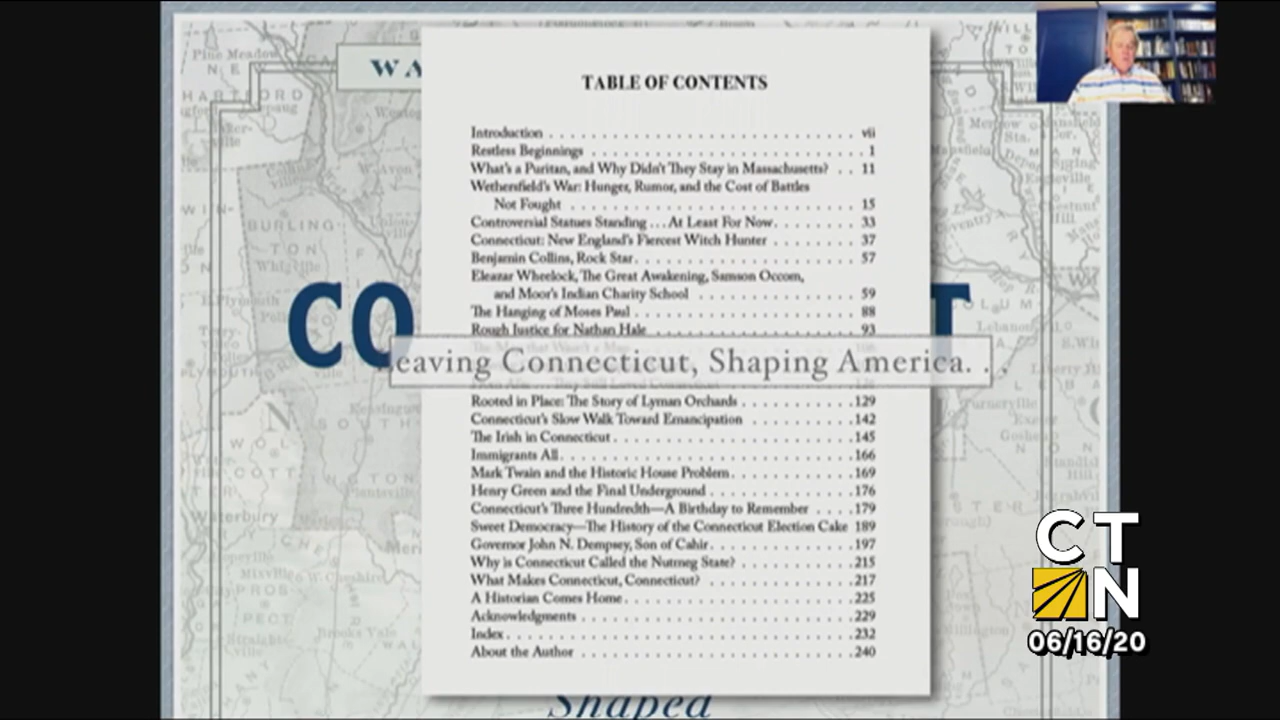 WA
TABLE OF CONTENTS
Introduction . . . . . . . . . . . . . . . . . . . . . . . . . . . . . . vii
Restless Beginnings . . . . . . . . . . . . . . . . . . . . . . . . . . 1
What's a Puritan, and Why Didn't They Stay in Massachusetts? . . 11
Wethersfield's War: Hunger, Rumor, and the Cost of Battles
Not Fought . . . . . . . . . . . . . . . . . . . . . . . . . . 15
Controversial Statues Standing . . . At Least For Now. . . . . . . . 33
Connecticut: New England's Fiercest Witch Hunter . . . . . . . . . 37
Benjamin Collins, Rock Star. . . . . . . . . . . . . . . . . . . . . 57
Eleazar Wheelock, The Great Awakening, Samson Occom,
and Moor's Indian Charity School . . . . . . . . . . . . . . 59
The Hanging of Moses Paul . . . . . . . . . . . . . . . . . . . . . 88
Rough Justice for Nathan Hale . . . . . . . . . . . . . . . . . . . 93
CO
T
Leaving Connecticut, Shaping America. . .
Rooted in Place: The Story of Lyman Orchards . . . . . . . . . . . 129
Connecticut's Slow Walk Toward Emancipation . . . . . . . . . . 142
The Irish in Connecticut . . . . . . . . . . . . . . . . . . . . . . 145
Immigrants All. . . . . . . . . . . . . . . . . . . . . . . . . . . 166
Mark Twain and the Historic House Problem. . . . . . . . . . . . 169
Henry Green and the Final Underground . . . . . . . . . . . . . . 176
Connecticut's Three Hundredth—A Birthday to Remember . . . . 179
Sweet Democracy—The History of the Connecticut Election Cake 189
Governor John N. Dempsey, Son of Cahir. . . . . . . . . . . . . . 197
Why is Connecticut Called the Nutmeg State? . . . . . . . . . . . 215
What Makes Connecticut, Connecticut? . . . . . . . . . . . . . . 217
A Historian Comes Home. . . . . . . . . . . . . . . . . . . . . . 225
Acknowledgments . . . . . . . . . . . . . . . . . . . . . . . . . 229
Index . . . . . . . . . . . . . . . . . . . . . . . . . . . . . . . 232
About the Author . . . . . . . . . . . . . . . . . . . . . . . . . 240
Shaped
CT
N
06/16/20